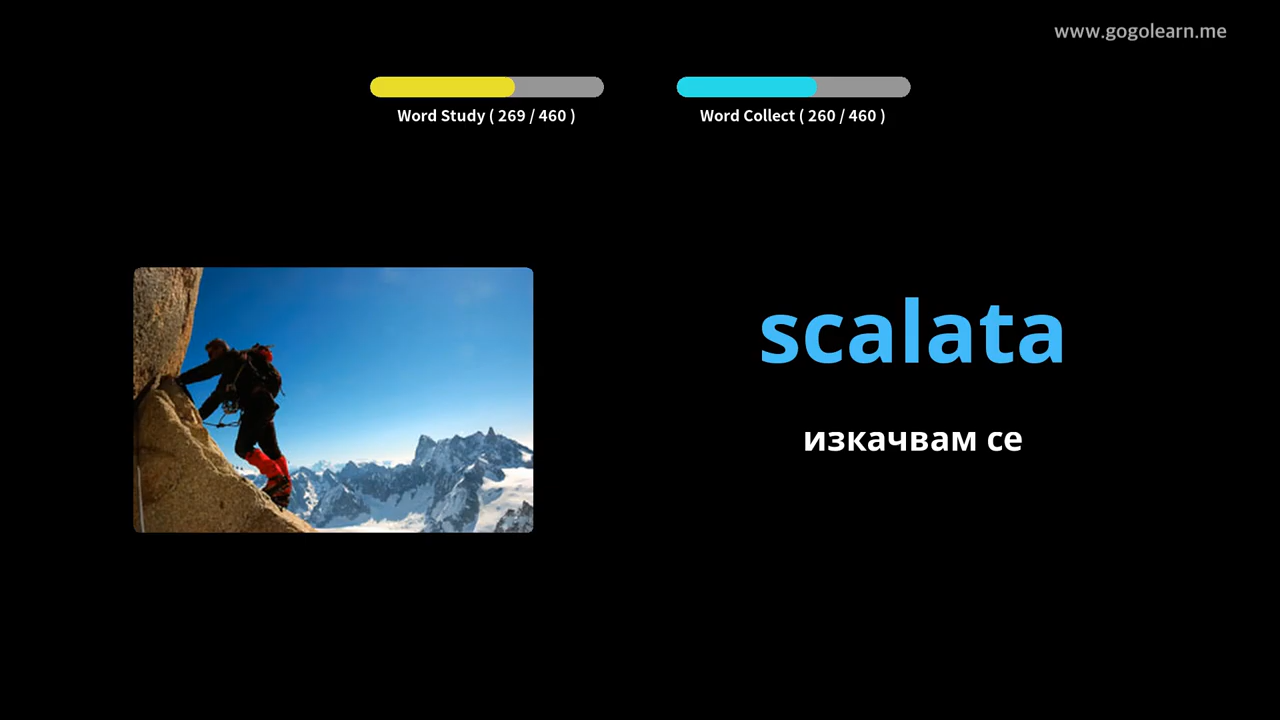 www.gogolearn.me
Word Study ( 269 / 460 )
Word Collect ( 260 / 460 )
scalata
изкачвам се